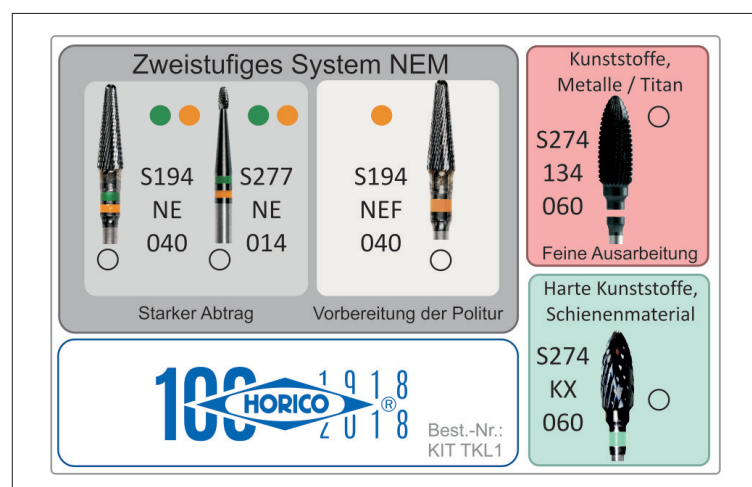 Zweistufiges System NEM
S194
NE
040
S277
NE
014
Starker Abtrag
S194
NEF
040
Vorbereitung der Politur
Kunststoffe,
Metalle / Titan
S274
134
060
Feine Ausarbeitung
Harte Kunststoffe,
Schienenmaterial
S274
KX
060
100 1918
HORICO ®
2018
Best.-Nr.:
KIT TKL1